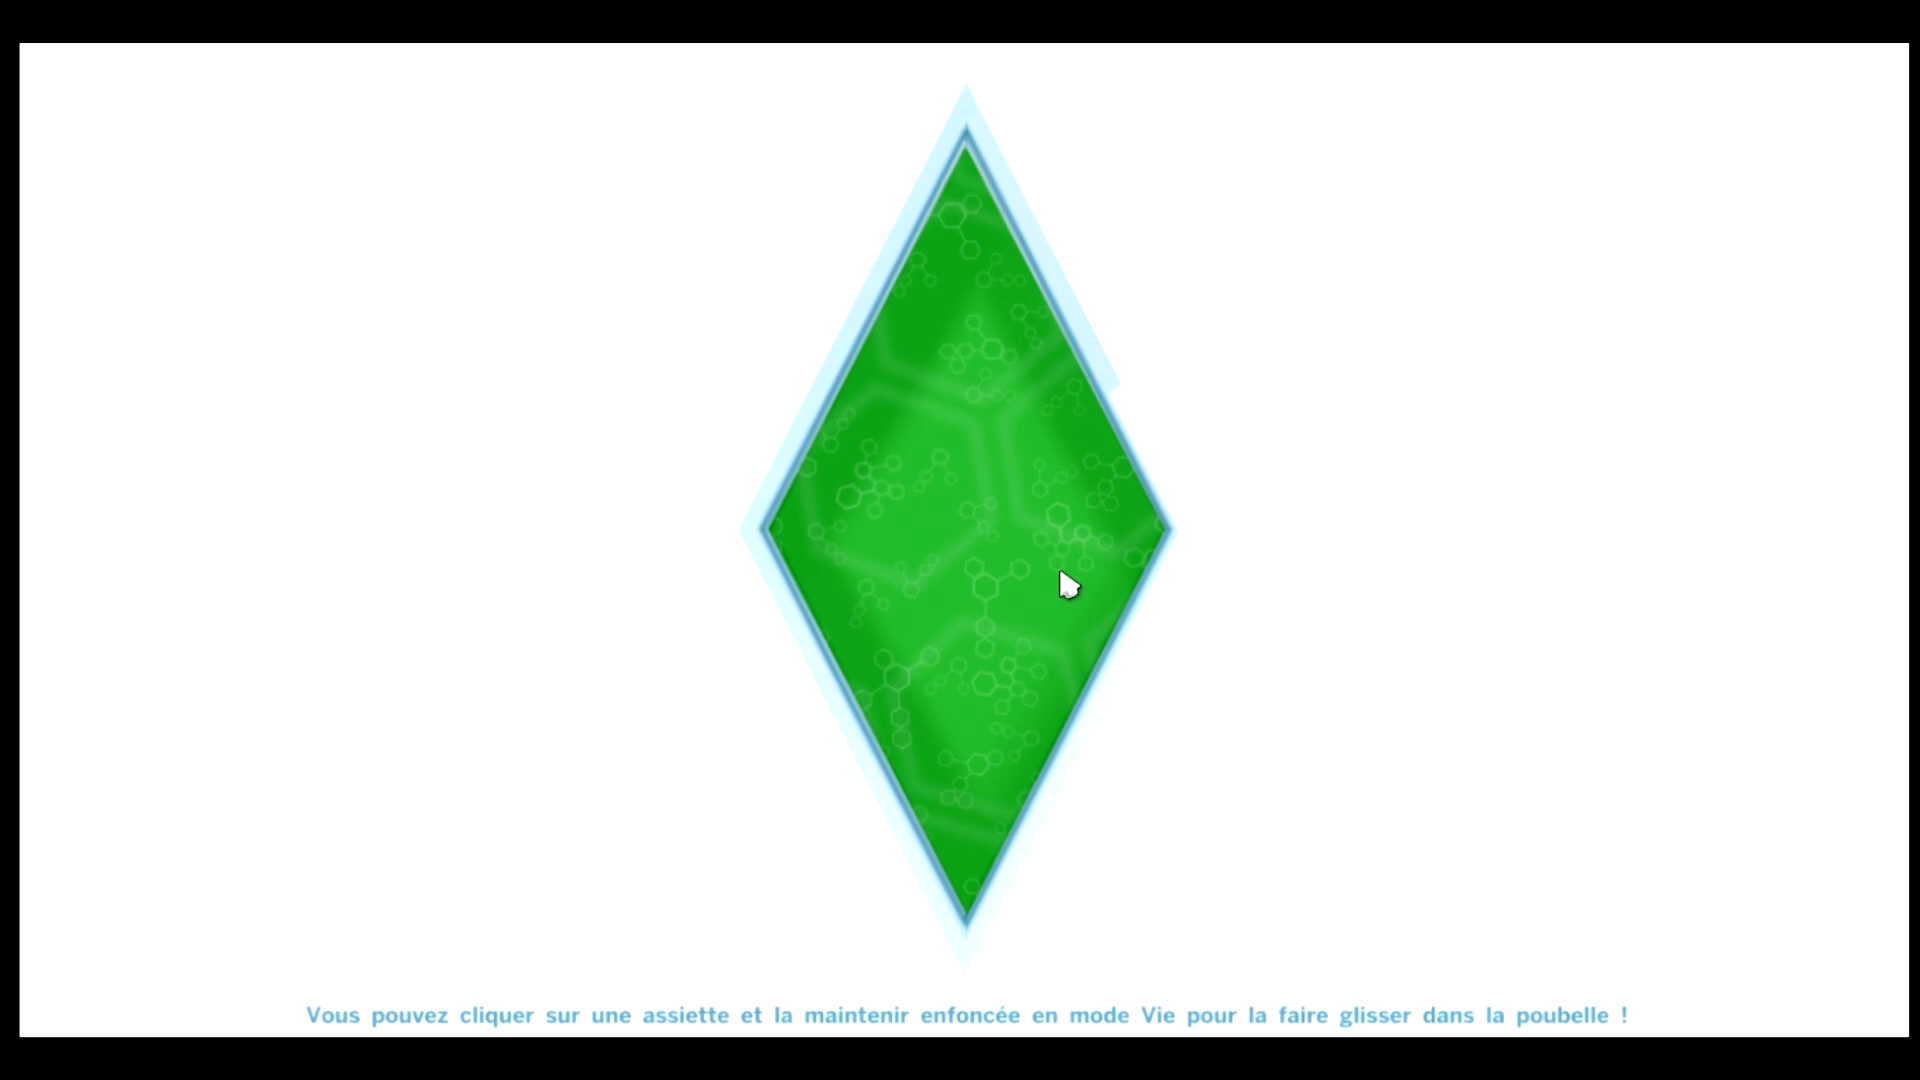 Vous pouvez cliquer sur une assiette et la maintenir enfoncée en mode Vie pour la faire glisser dans la poubelle !